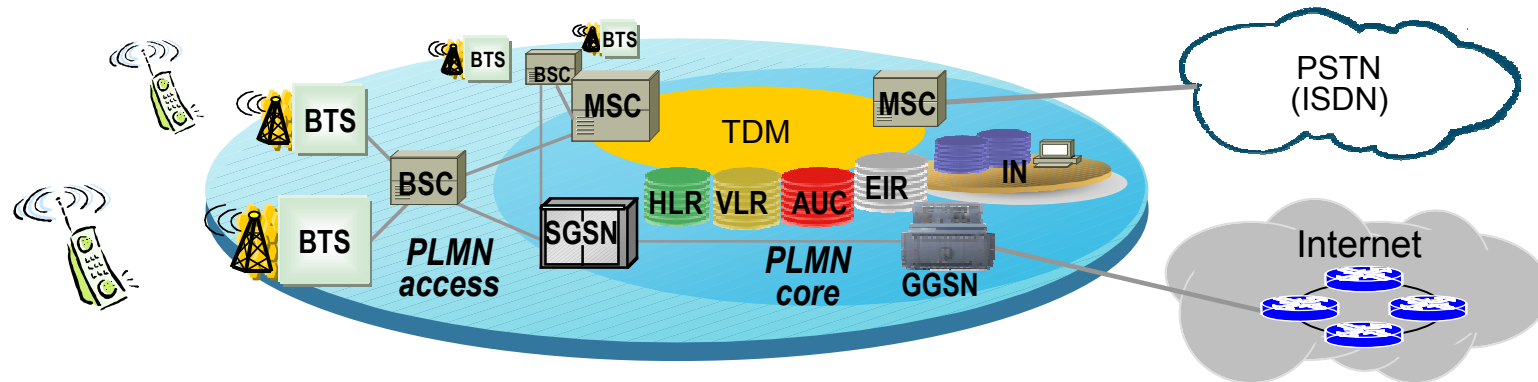 BTS
BTS
BSC
MSC
MSC
PSTN
(ISDN)
BTS
TDM
BSC
HLR
VLR
AUC
EIR
IN
BTS
SGSN
PLMN
access
PLMN
core
GGSN
Internet